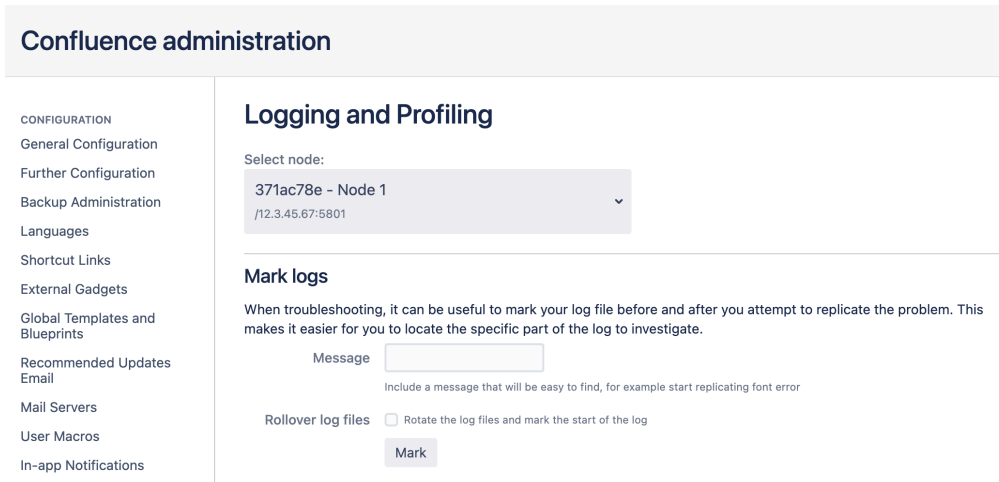 Confluence administration
CONFIGURATION
General Configuration
Further Configuration
Backup Administration
Languages
Shortcut Links
External Gadgets
Global Templates and
Blueprints
Recommended Updates
Email
Mail Servers
User Macros
In-app Notifications
Logging and Profiling
Select node:
371ac78e - Node 1
/12.3.45.67:5801
Mark logs
When troubleshooting, it can be useful to mark your log file before and after you attempt to replicate the problem. This
makes it easier for you to locate the specific part of the log to investigate.
Message
Include a message that will be easy to find, for example start replicating font error
Rollover log files Rotate the log files and mark the start of the log
Mark